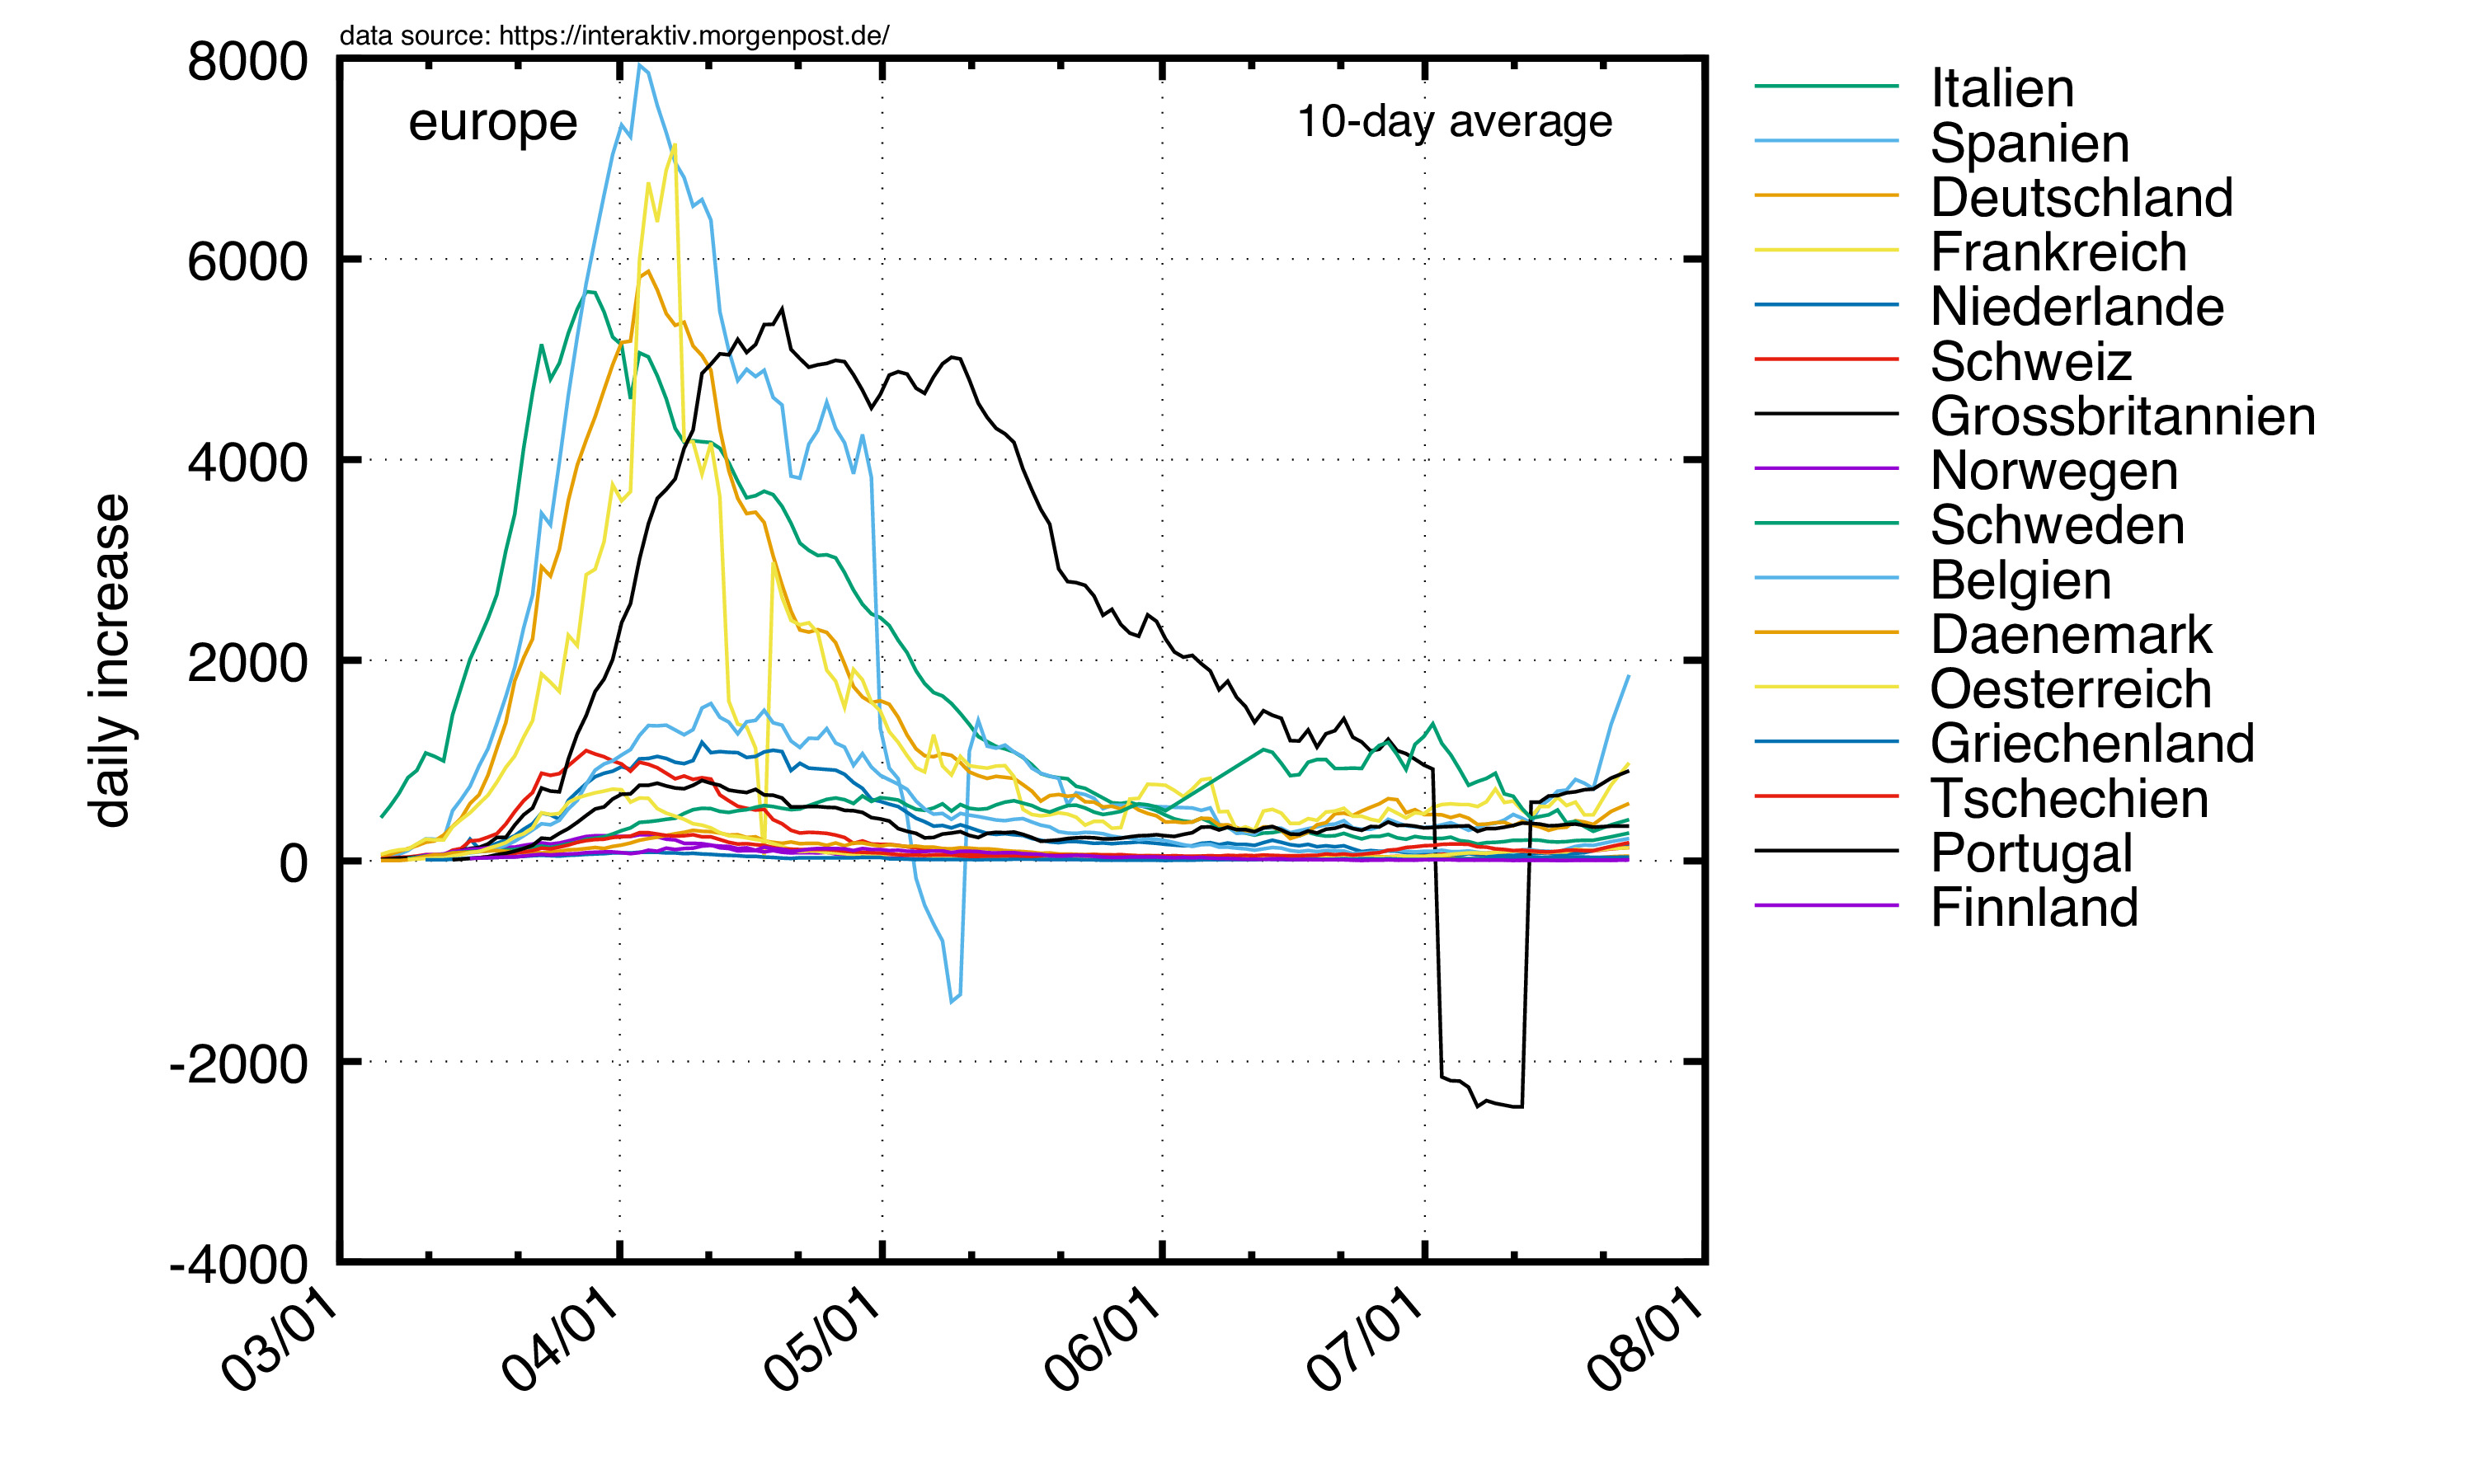 data source: https://interaktiv.morgenpost.de/
europe
10-day average
daily increase
8000
6000
4000
2000
0
-2000
-4000
03/01
04/01
05/01
06/01
07/01
08/01
Italien
Spanien
Deutschland
Frankreich
Niederlande
Schweiz
Grossbritannien
Norwegen
Schweden
Belgien
Daenemark
Oesterreich
Griechenland
Tschechien
Portugal
Finnland